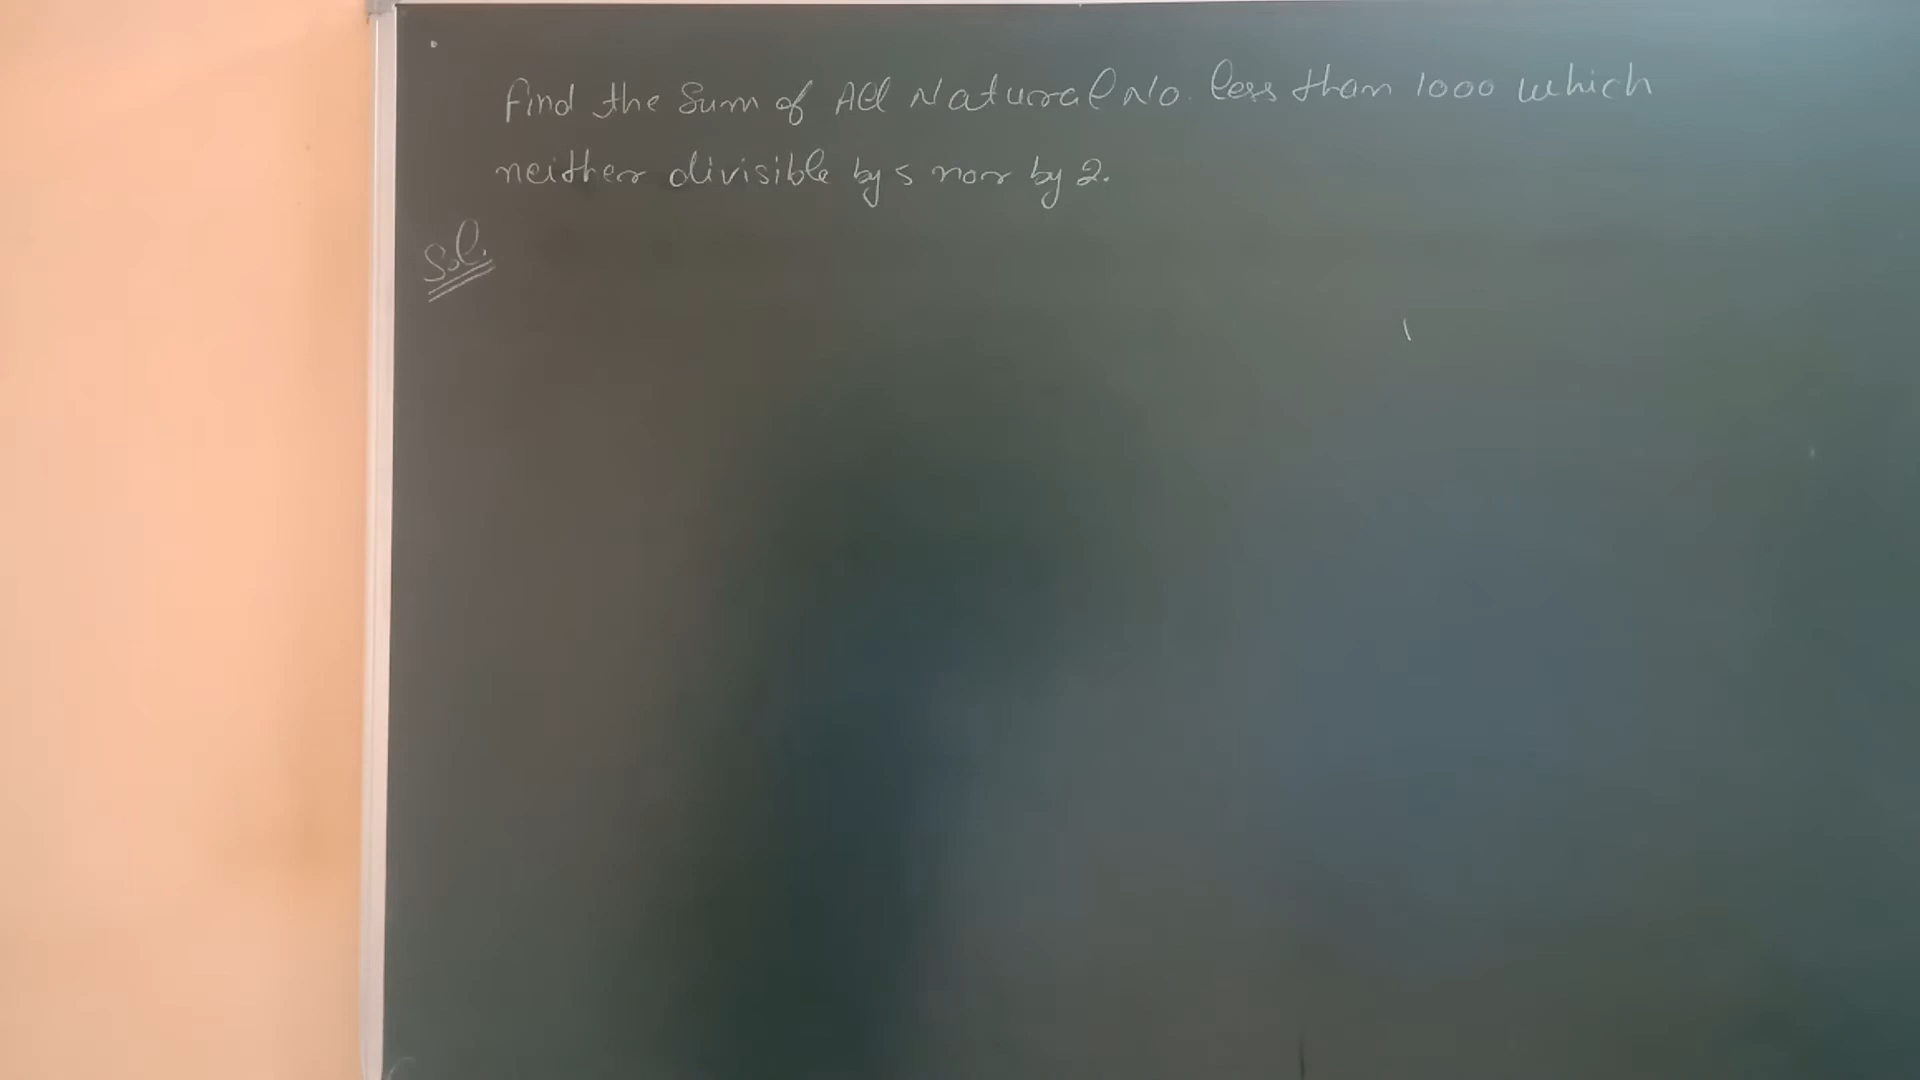 Find the Sum of All Natural No. less than 1000 which
neither divisible by 5 nor by 2.
Sol.